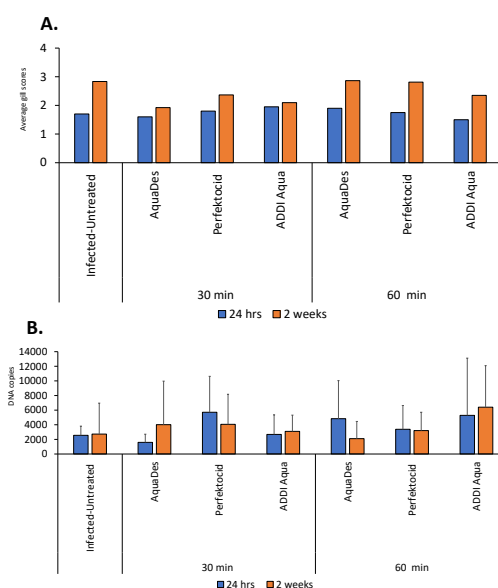 A.
4
3
2
1
0
Average gill scores
Infected-Untreated
AquaDes
Perfektocid
ADDI Aqua
AquaDes
Perfektocid
ADDI Aqua
30 min
60 min
24 hrs 2 weeks
B.
14000
12000
10000
8000
6000
4000
2000
0
DNA copies
Infected-Untreated
AquaDes
Perfektocid
ADDI Aqua
AquaDes
Perfektocid
ADDI Aqua
30 min
60 min
24 hrs 2 weeks